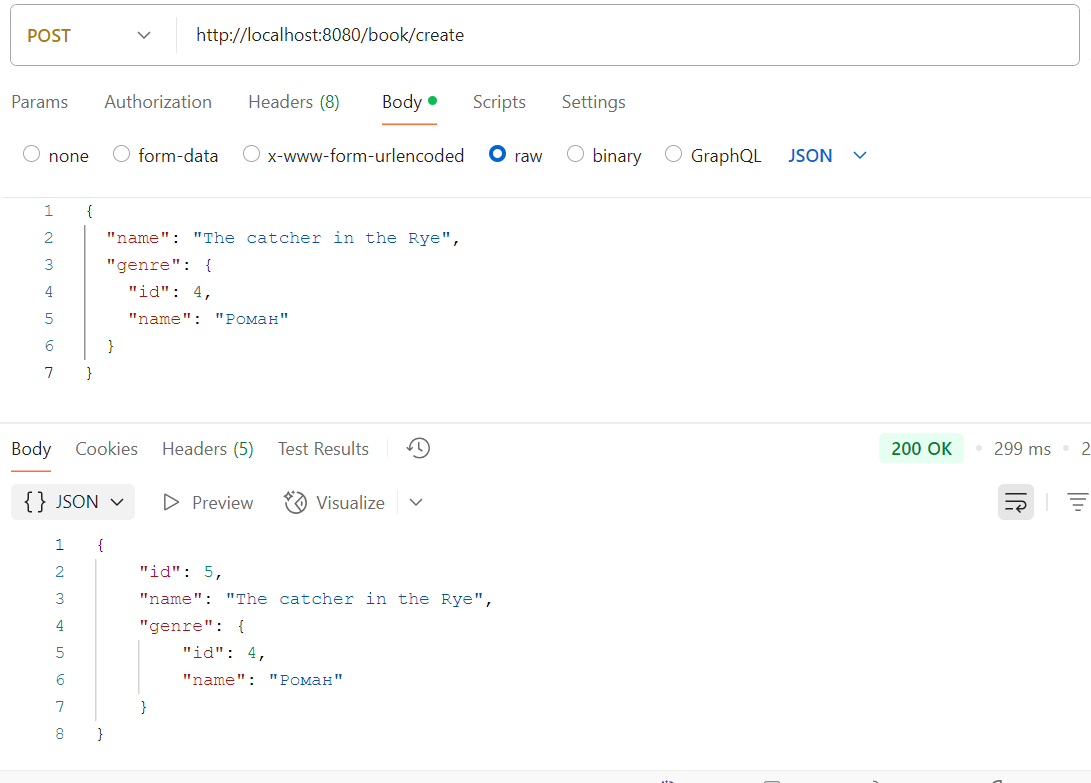 POST http://localhost:8080/book/create
Params Authorization Headers (8) Body Scripts Settings
none form-data x-www-form-urlencoded raw binary GraphQL JSON
1 {
2 "name": "The catcher in the Rye",
3 "genre": {
4 "id": 4,
5 "name": "Роман"
6 }
7 }
Body Cookies Headers (5) Test Results 200 OK 299 ms 2
{} JSON Preview Visualize
1 {
2 "id": 5,
3 "name": "The catcher in the Rye",
4 "genre": {
5 "id": 4,
6 "name": "Роман"
7 }
8 }